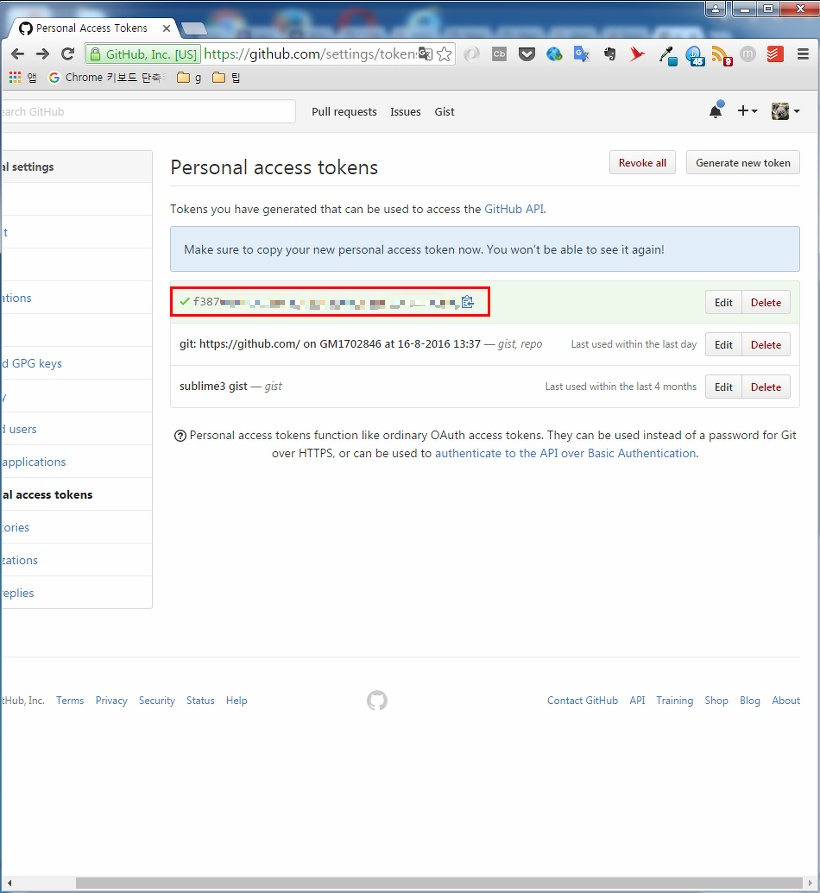 Personal Access Tokens
GitHub, Inc. [US] https://github.com/settings/token
앱 Chrome 키보드 단축 g 팁
earch GitHub Pull requests Issues Gist
al settings
Personal access tokens Revoke all Generate new token
Tokens you have generated that can be used to access the GitHub API.
t
Make sure to copy your new personal access token now. You won't be able to see it again!
ations
f387 Edit Delete
git: https://github.com/ on GM1702846 at 16-8-2016 13:37 — gist, repo Last used within the last day Edit Delete
d GPG keys
sublime3 gist — gist Last used within the last 4 months Edit Delete
y
d users
Personal access tokens function like ordinary OAuth access tokens. They can be used instead of a password for Git
over HTTPS, or can be used to authenticate to the API over Basic Authentication.
applications
al access tokens
ories
zations
replies
tHub, Inc. Terms Privacy Security Status Help Contact GitHub API Training Shop Blog About